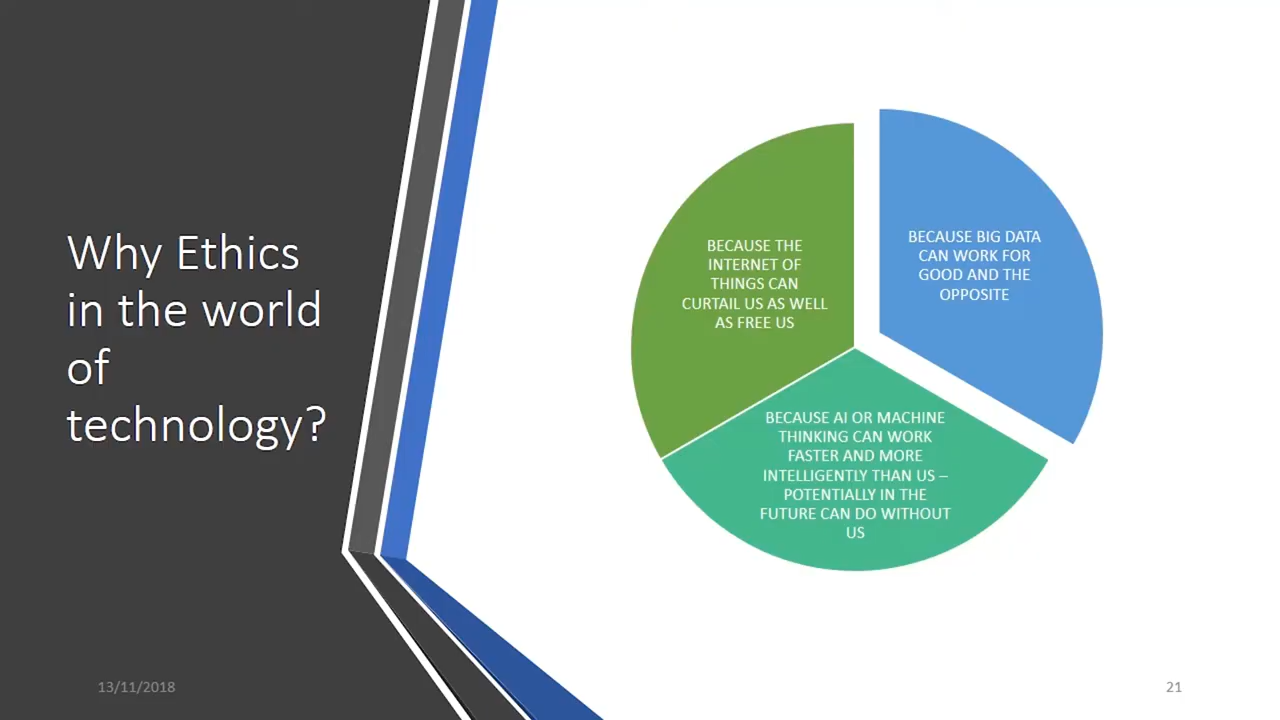 Why Ethics
in the world
of
technology?
BECAUSE THE
INTERNET OF
THINGS CAN
CURTAIL US AS WELL
AS FREE US
BECAUSE BIG DATA
CAN WORK FOR
GOOD AND THE
OPPOSITE
BECAUSE AI OR MACHINE
THINKING CAN WORK
FASTER AND MORE
INTELLIGENTLY THAN US –
POTENTIALLY IN THE
FUTURE CAN DO WITHOUT
US
13/11/2018
21